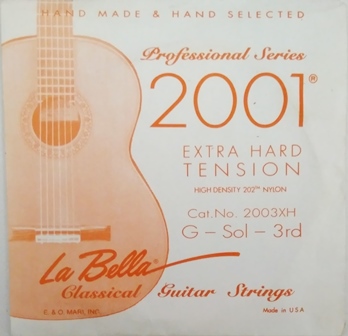 HAND MADE & HAND SELECTED
Professional Series
2001®
EXTRA HARD
TENSION
HIGH DENSITY 202™ NYLON
Cat. No. 2003XH
G – Sol – 3rd
La Bella
Classical Guitar Strings
E. & O. MARI, INC.
Made in U.S.A.